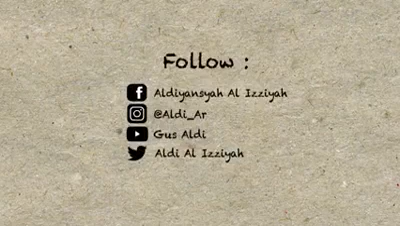 Follow :
Aldiyansyah Al Izziyah
@Aldi_Ar
Gus Aldi
Aldi Al Izziyah